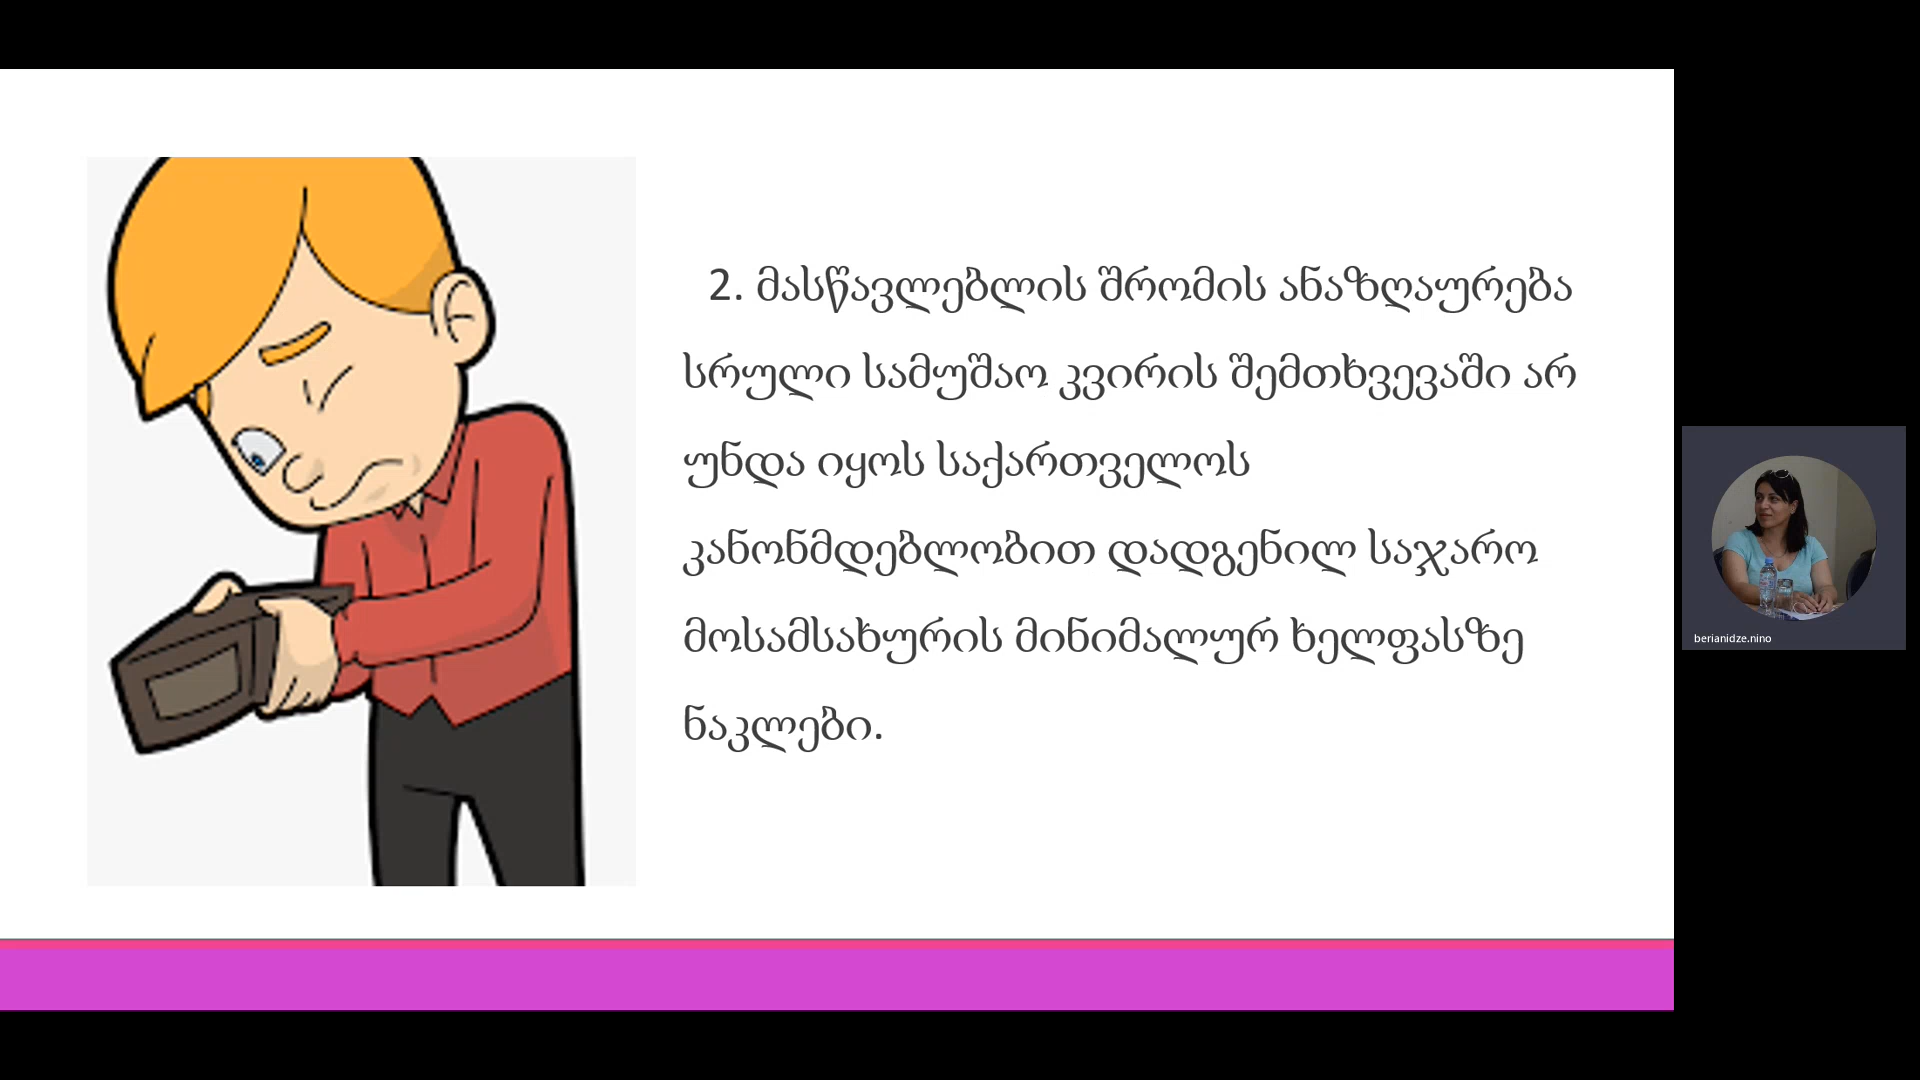 2. მასწავლებლის შრომის ანაზღაურება
სრული სამუშაო კვირის შემთხვევაში არ
უნდა იყოს საქართველოს
კანონმდებლობით დადგენილ საჯარო
მოსამსახურის მინიმალურ ხელფასზე
ნაკლები.
berianidze.nino